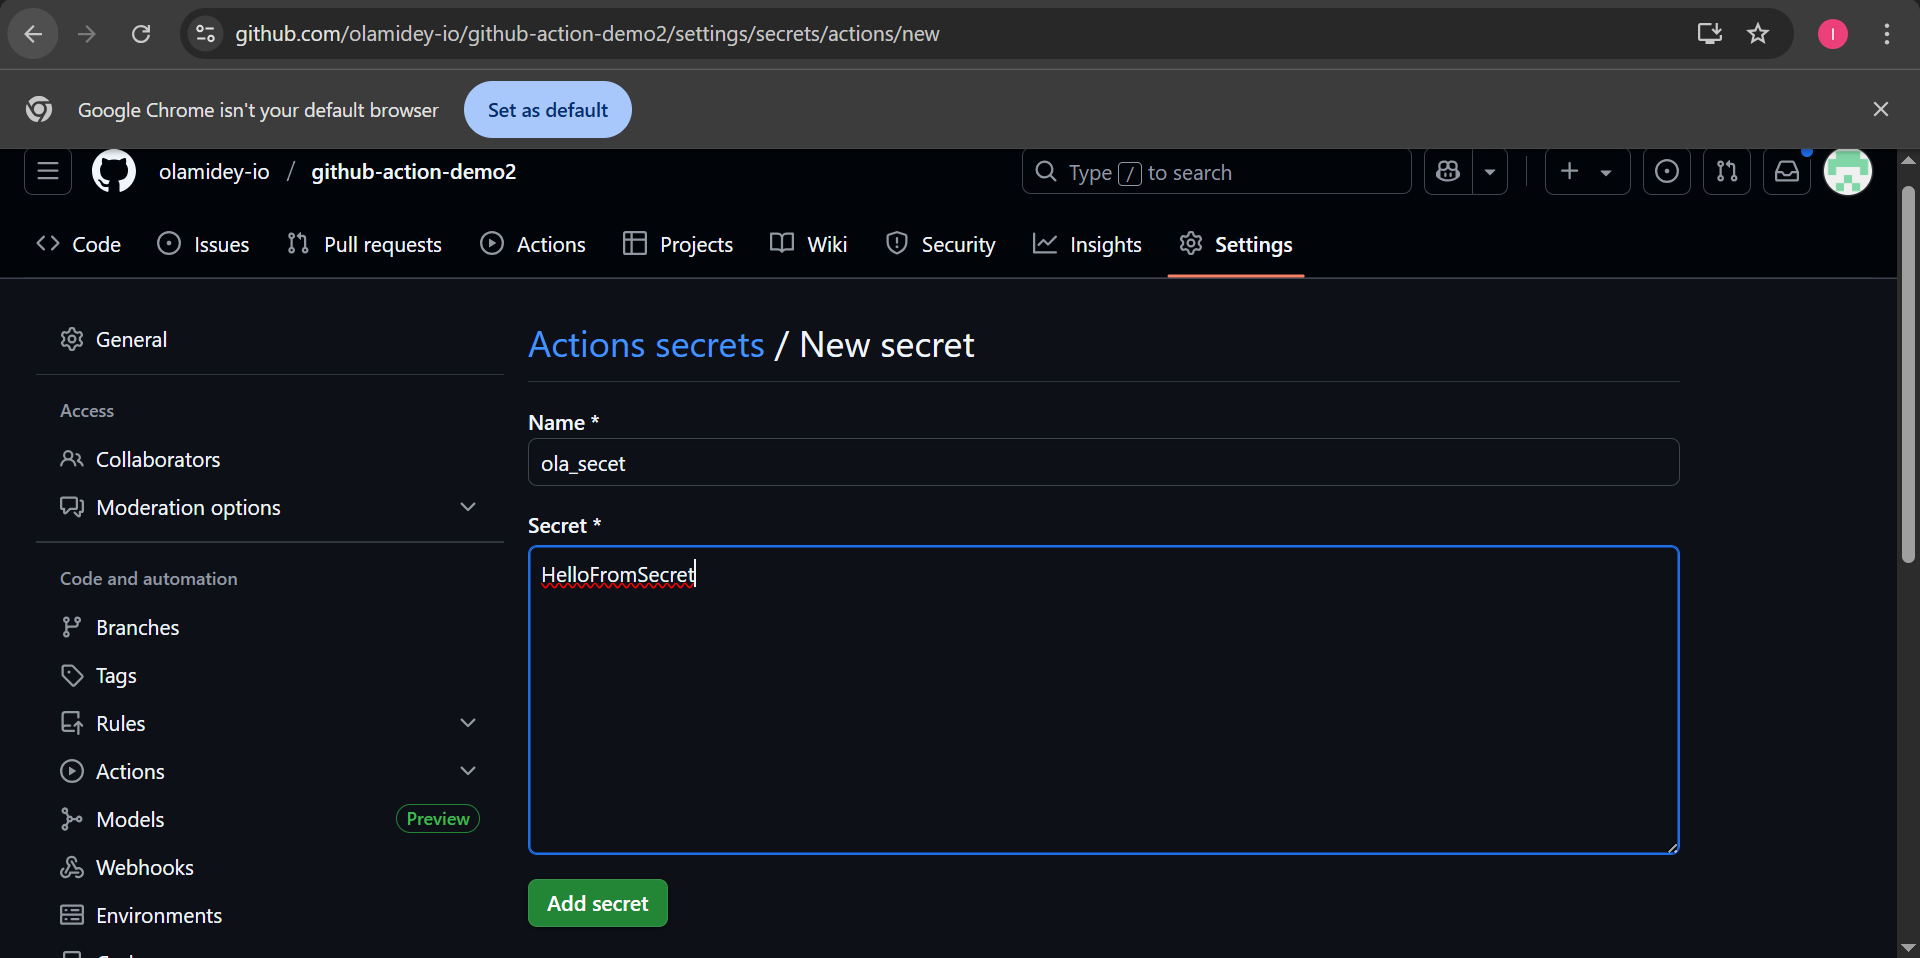 github.com/olamidey-io/github-action-demo2/settings/secrets/actions/new
I
Google Chrome isn't your default browser
Set as default
olamidey-io / github-action-demo2
Type / to search
Code
Issues
Pull requests
Actions
Projects
Wiki
Security
Insights
Settings
General
Access
Collaborators
Moderation options
Code and automation
Branches
Tags
Rules
Actions
Models
Preview
Webhooks
Environments
Actions secrets / New secret
Name *
ola_secet
Secret *
HelloFromSecret
Add secret